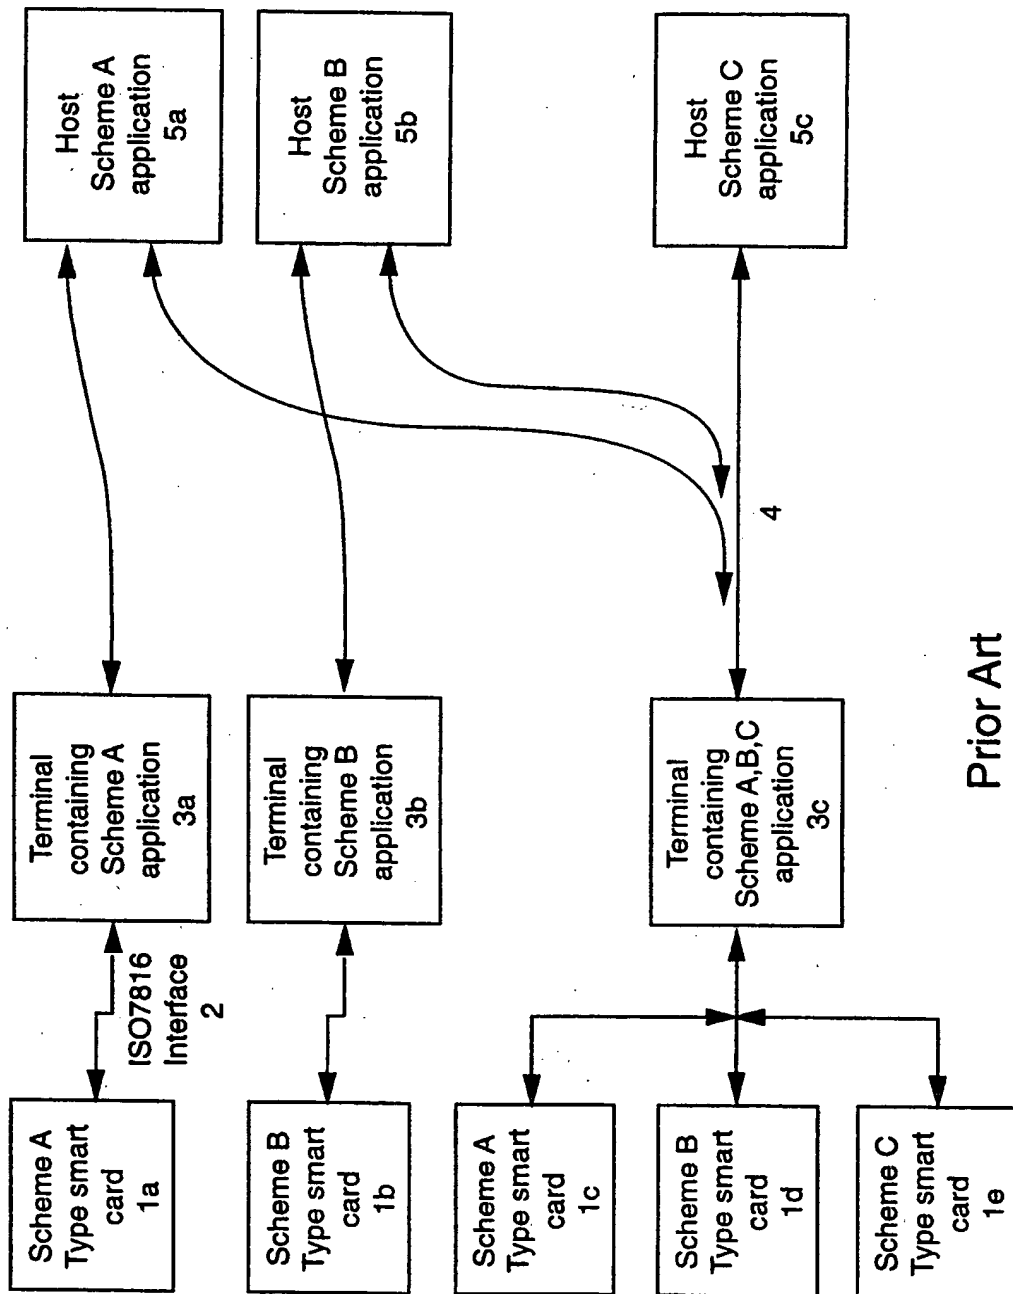 Scheme A
Type smart
card
1a
ISO7816
Interface
2
Terminal
containing
Scheme A
application
3a
Host
Scheme A
application
5a
Scheme B
Type smart
card
1b
Terminal
containing
Scheme B
application
3b
Host
Scheme B
application
5b
Scheme A
Type smart
card
1c
Scheme B
Type smart
card
1d
Scheme C
Type smart
card
1e
Terminal
containing
Scheme A,B,C
application
3c
4
Host
Scheme C
application
5c
Prior Art